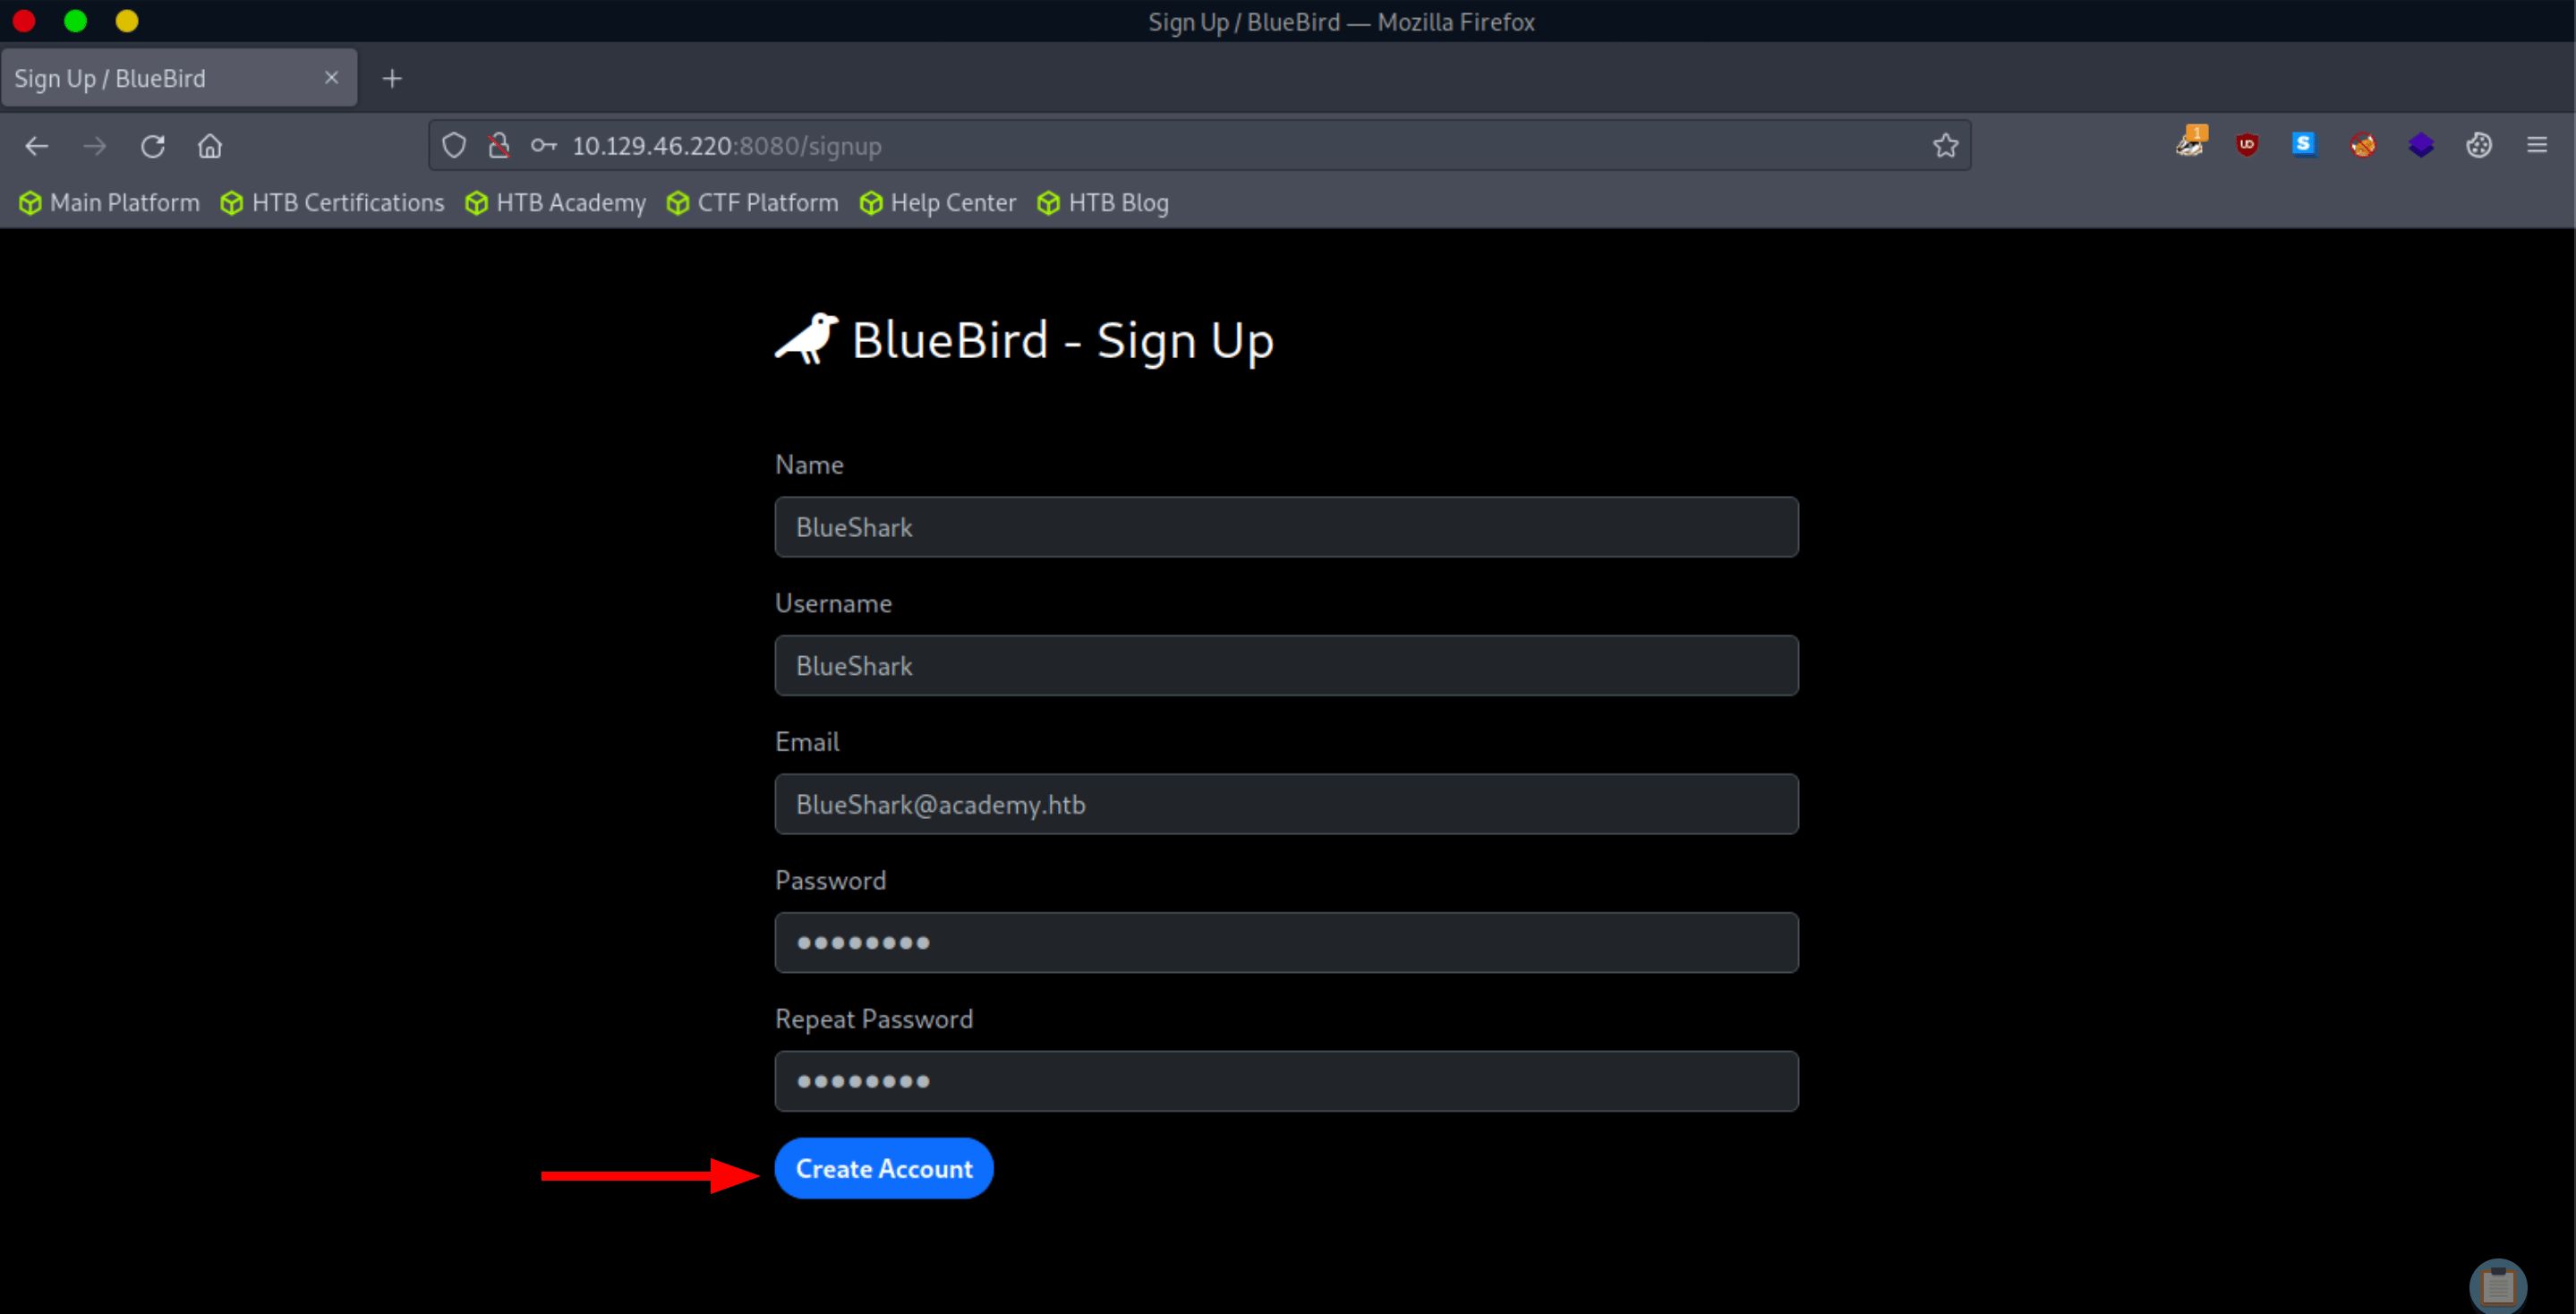 Sign Up / BlueBird — Mozilla Firefox
Sign Up / BlueBird
10.129.46.220:8080/signup
1
UD
S
Main Platform HTB Certifications HTB Academy CTF Platform Help Center HTB Blog
BlueBird - Sign Up
Name
BlueShark
Username
BlueShark
Email
BlueShark@academy.htb
Password
●●●●●●●●
Repeat Password
●●●●●●●●
Create Account